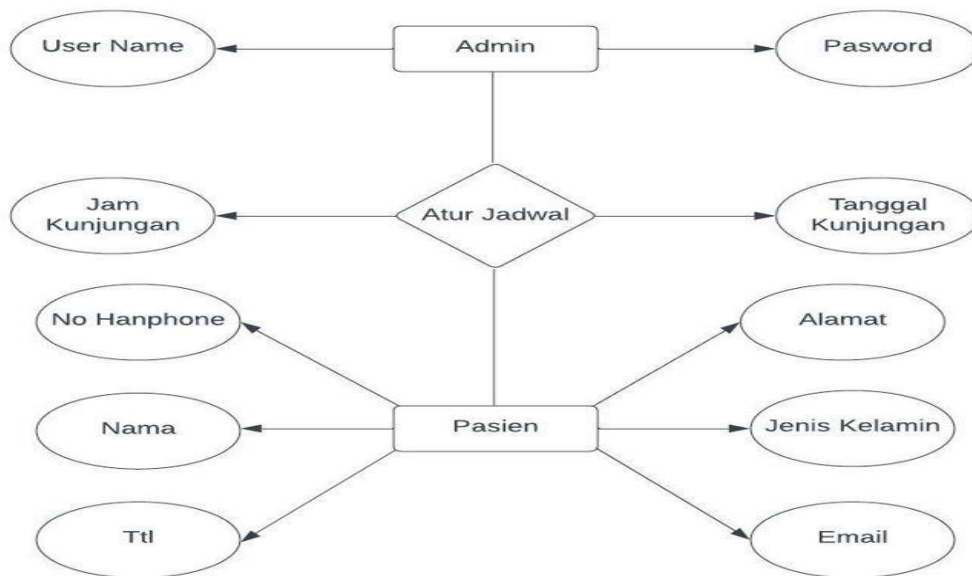 User Name
Admin
Pasword
Jam
Kunjungan
Atur Jadwal
Tanggal
Kunjungan
No Hanphone
Alamat
Nama
Pasien
Jenis Kelamin
Ttl
Email